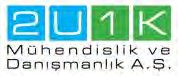 2U1K
Mühendislik ve
Danışmanlık A.Ş.